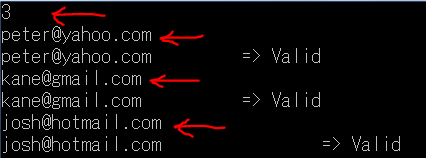 3
peter@yahoo.com
peter@yahoo.com => Valid
kane@gmail.com
kane@gmail.com => Valid
josh@hotmail.com
josh@hotmail.com => Valid